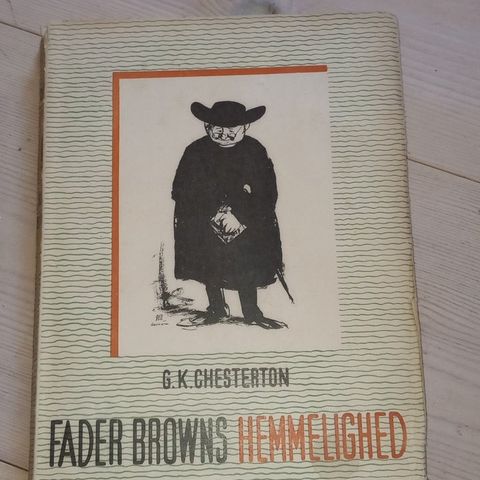 G.K. CHESTERTON
FADER BROWNS HEMMELIGHED